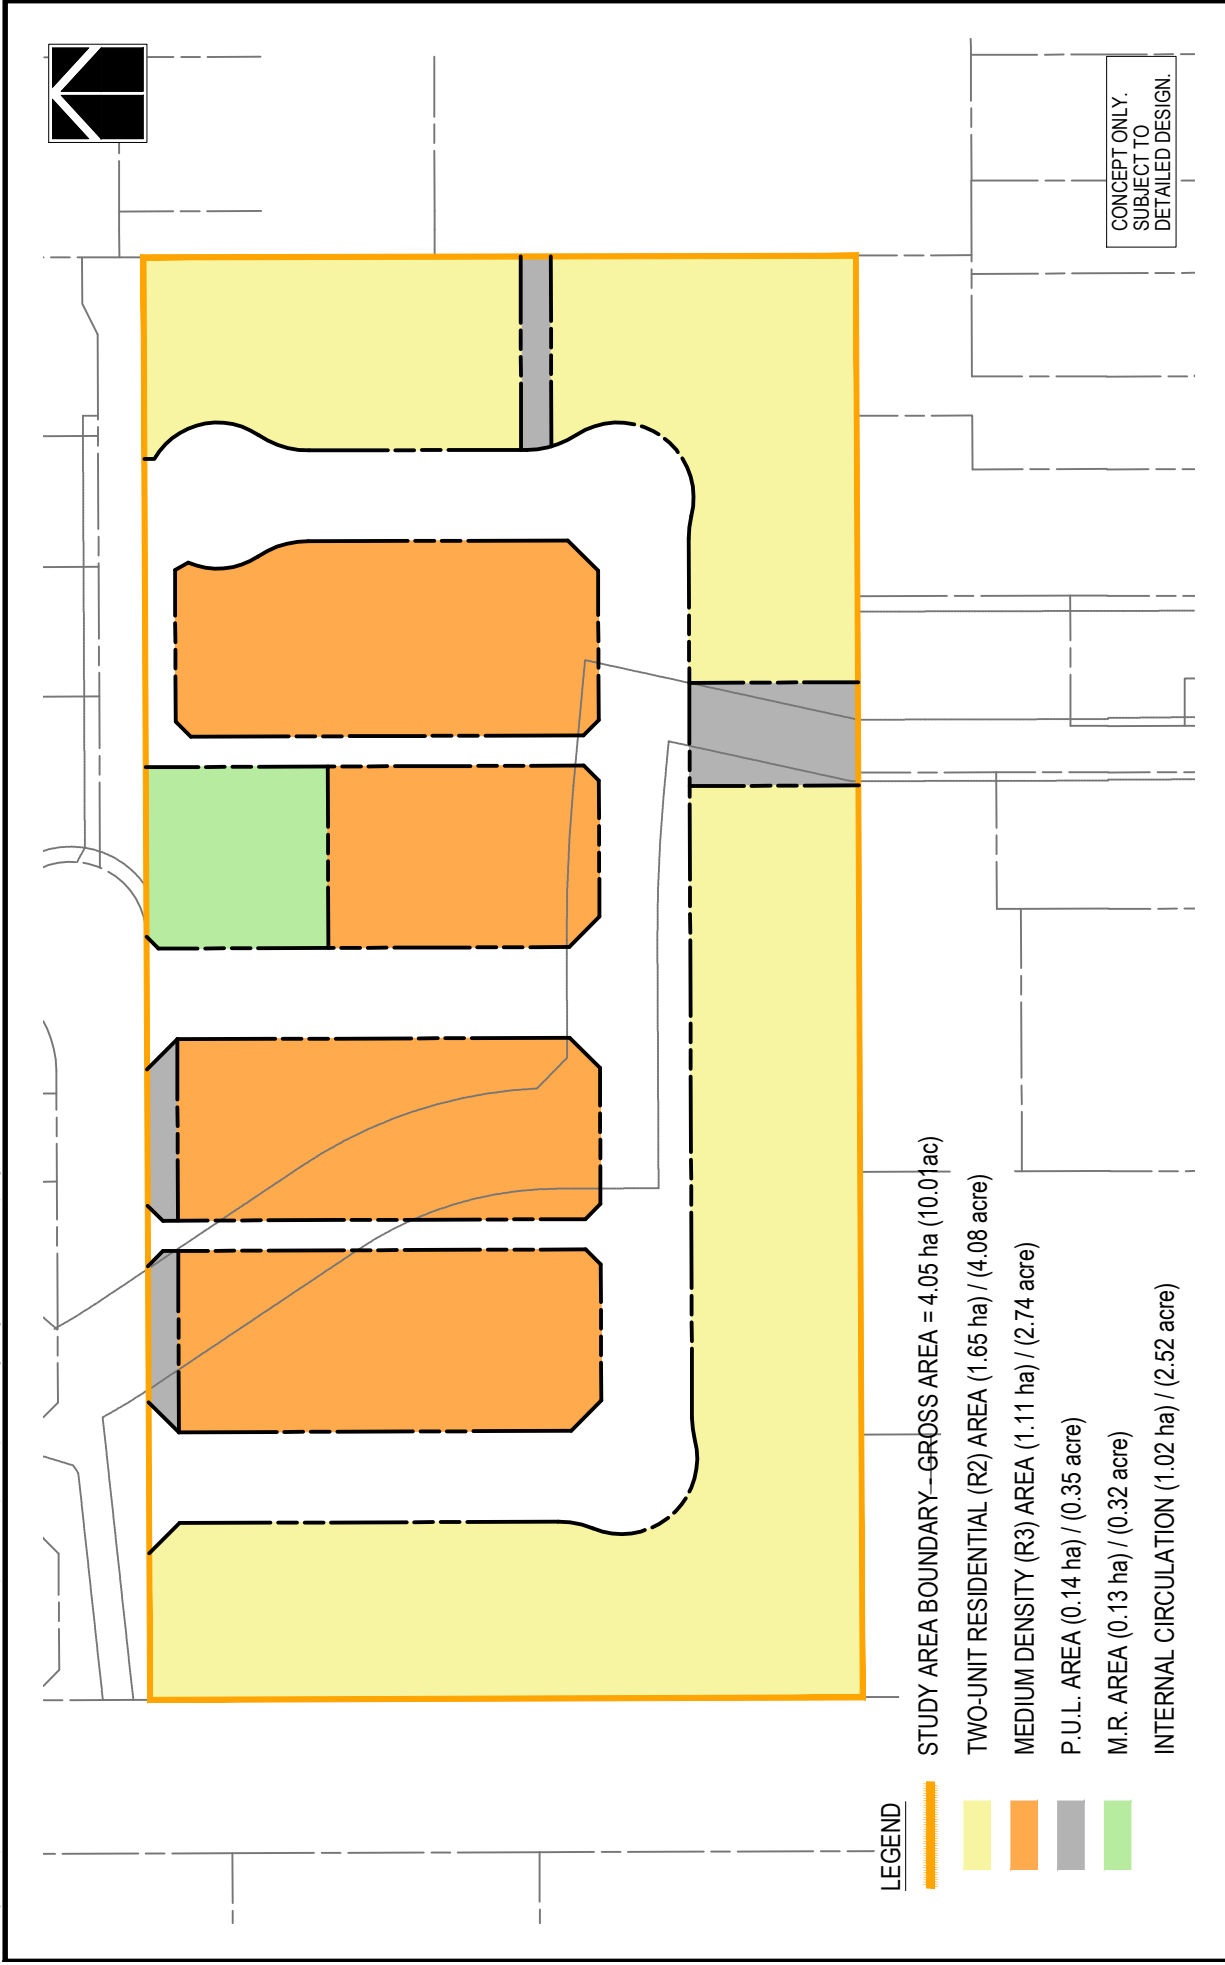 CONCEPT ONLY.
SUBJECT TO
DETAILED DESIGN.
LEGEND
STUDY AREA BOUNDARY - GROSS AREA = 4.05 ha (10.01ac)
TWO-UNIT RESIDENTIAL (R2) AREA (1.65 ha) / (4.08 acre)
MEDIUM DENSITY (R3) AREA (1.11 ha) / (2.74 acre)
P.U.L. AREA (0.14 ha) / (0.35 acre)
M.R. AREA (0.13 ha) / (0.32 acre)
INTERNAL CIRCULATION (1.02 ha) / (2.52 acre)